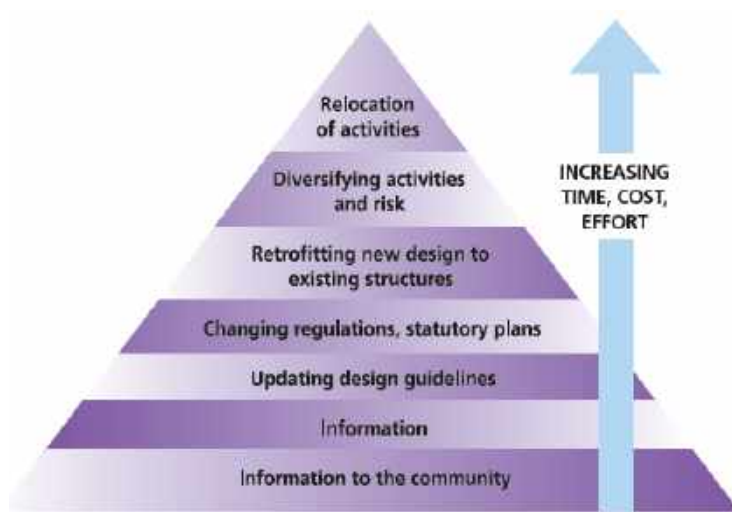 Relocation
of activities
Diversifying activities
and risk
Retrofitting new design to
existing structures
Changing regulations, statutory plans
Updating design guidelines
Information
Information to the community
INCREASING
TIME, COST,
EFFORT